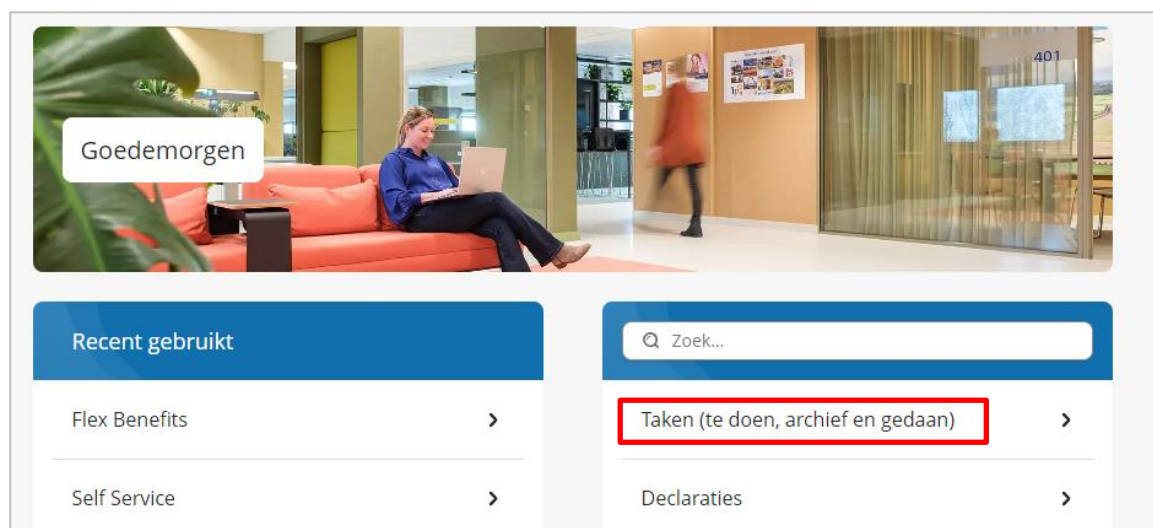 401
Goedemorgen
Recent gebruikt
Flex Benefits
Self Service
Zoek...
Taken (te doen, archief en gedaan)
Declaraties